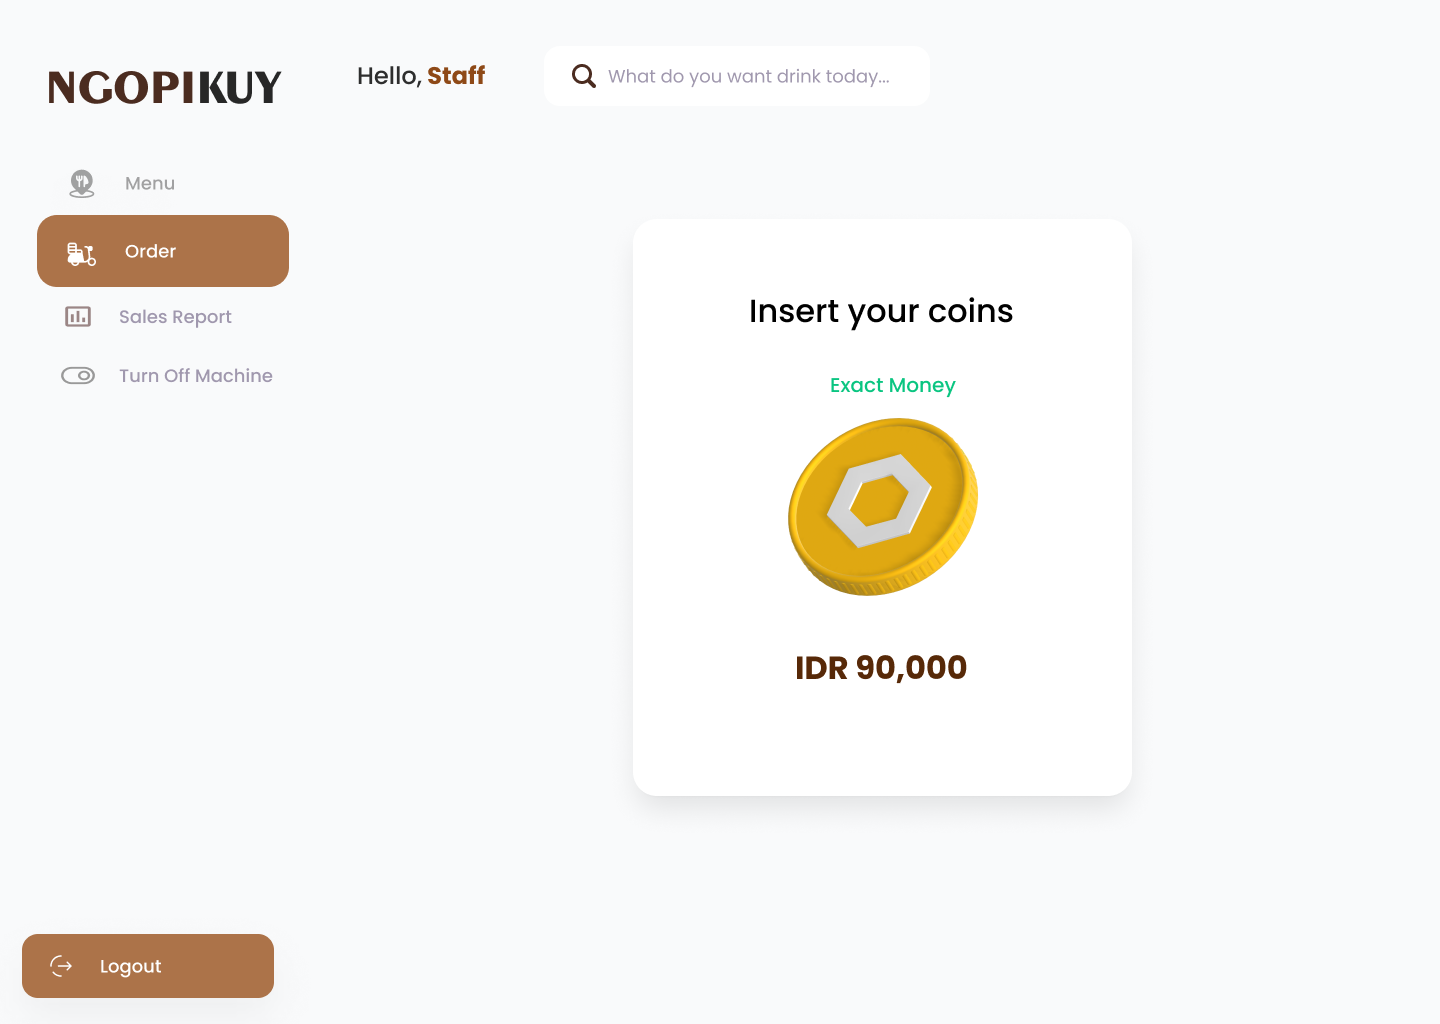 NGOPIKUY
Hello, Staff
What do you want drink today...
Menu
Order
Sales Report
Turn Off Machine
Insert your coins
Exact Money
IDR 90,000
Logout